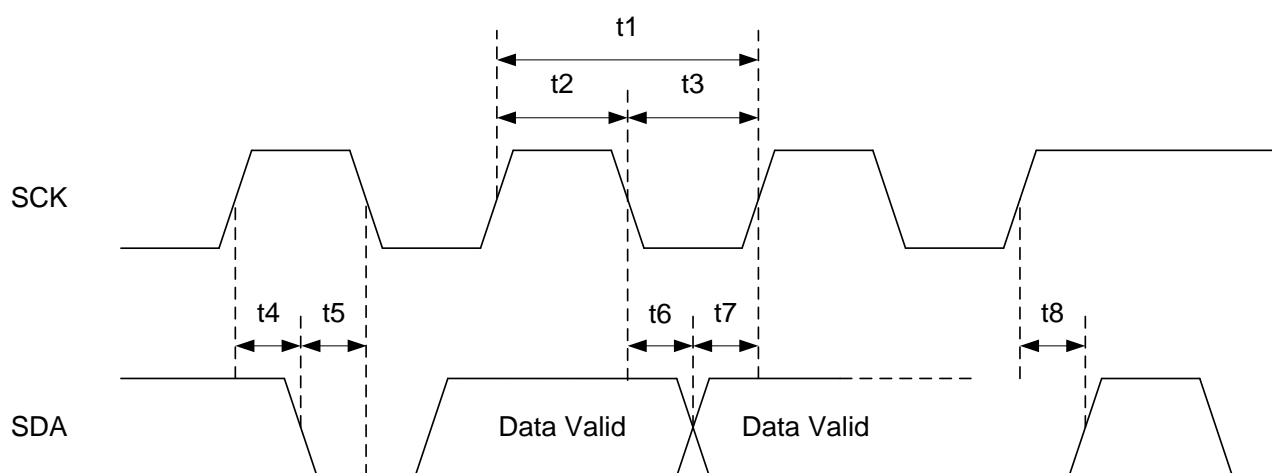 t1
t2
t3
SCK
t4
t5
t6
t7
t8
SDA
Data Valid
Data Valid